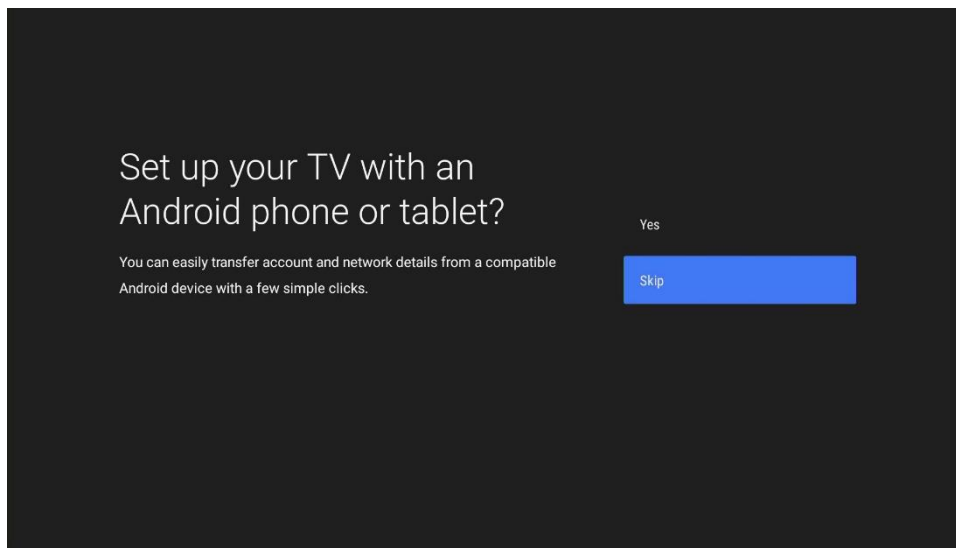 Set up your TV with an
Android phone or tablet?
You can easily transfer account and network details from a compatible
Android device with a few simple clicks.
Yes
Skip